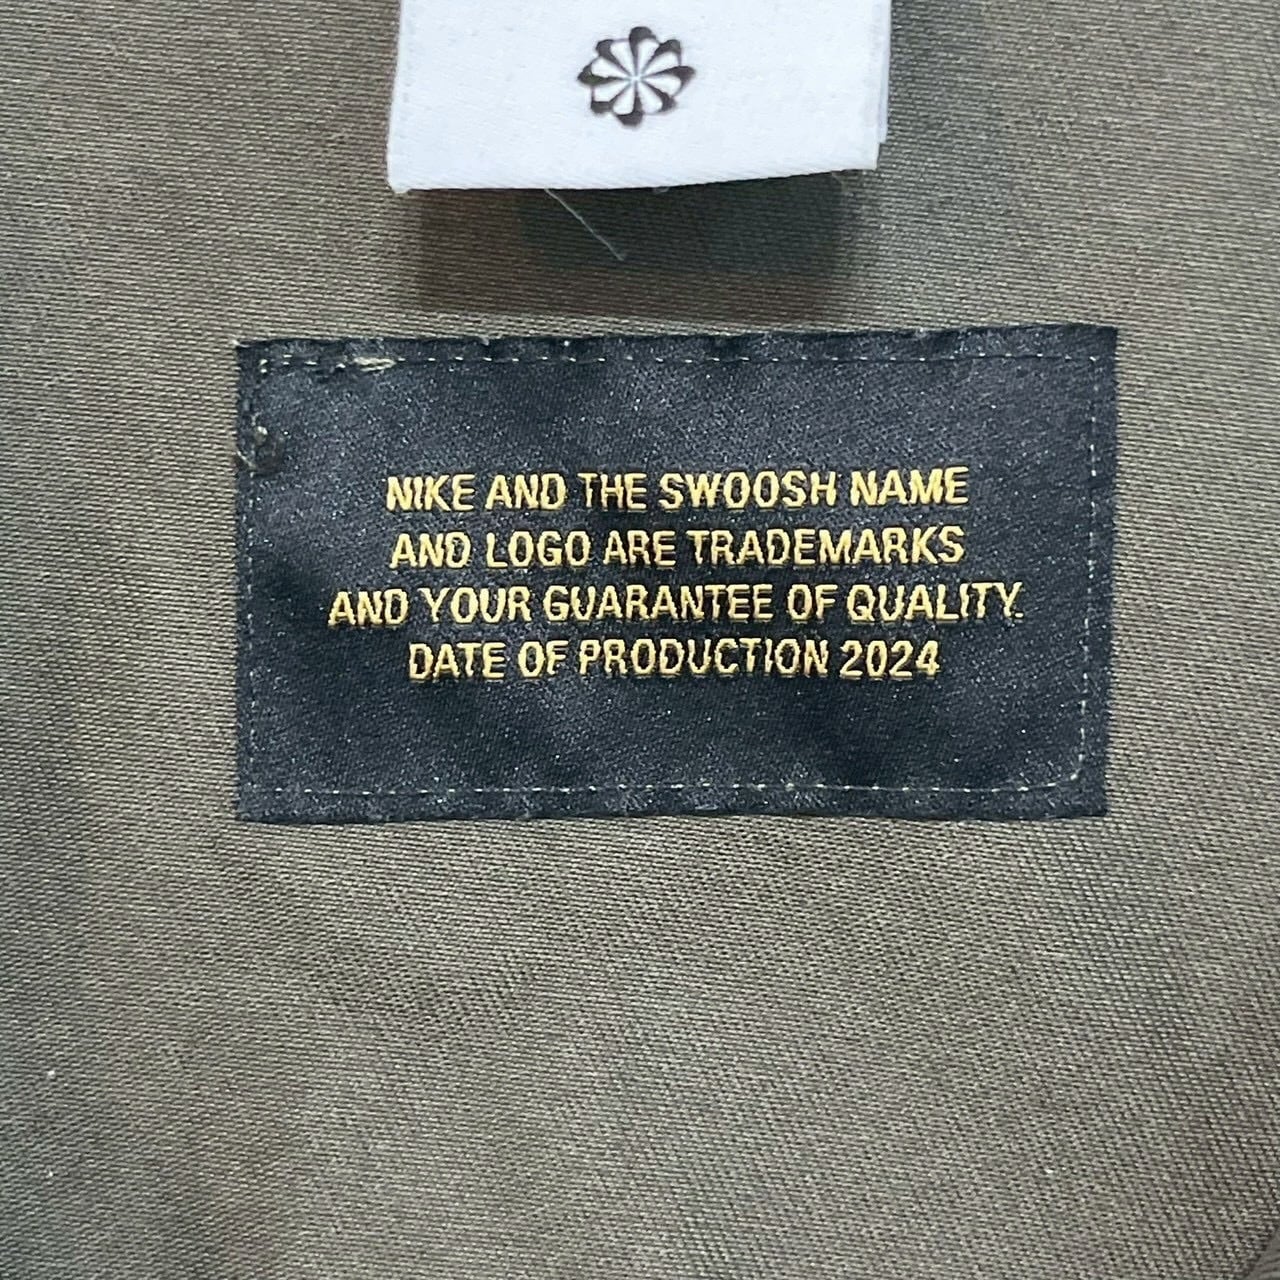 NIKE AND THE SWOOSH NAME
AND LOGO ARE TRADEMARKS
AND YOUR GUARANTEE OF QUALITY.
DATE OF PRODUCTION 2024